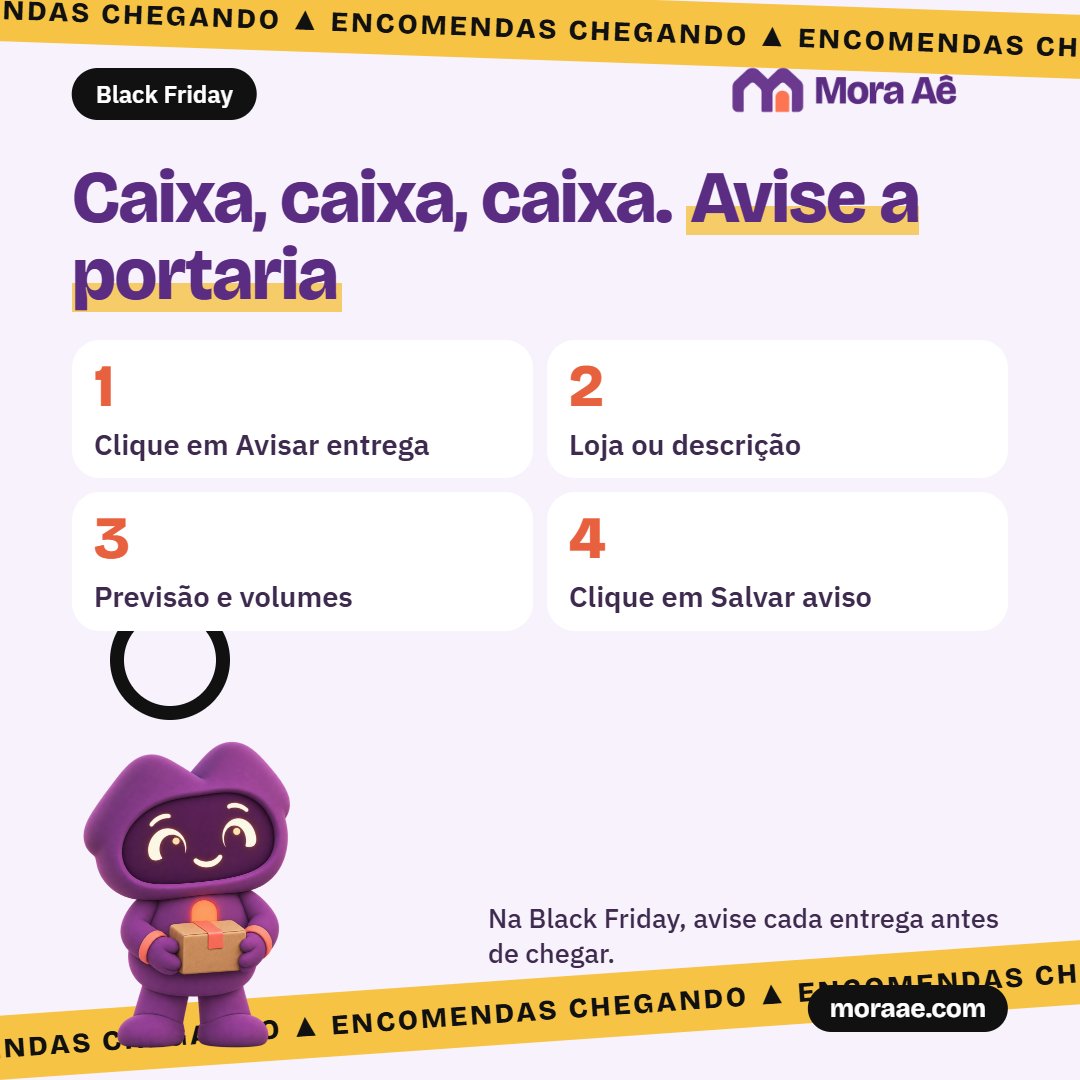 NDAS CHEGANDO ▲ ENCOMENDAS CHEGANDO ▲ ENCOMENDAS CH
Black Friday
Mora Aê
Caixa, caixa, caixa. Avise a
portaria
1
Clique em Avisar entrega
2
Loja ou descrição
3
Previsão e volumes
4
Clique em Salvar aviso
Na Black Friday, avise cada entrega antes
de chegar.
NDAS CHEGANDO ▲ ENCOMENDAS CHEGANDO ▲ ENCOMENDAS CH
moraae.com